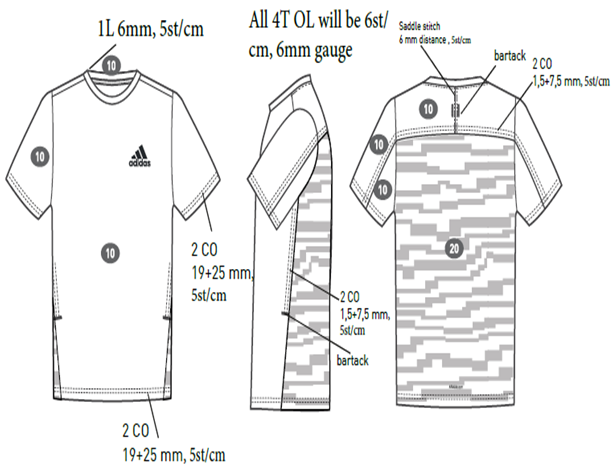 1L 6mm, 5st/cm
10
10
adidas
10
2 CO
19+25 mm,
5st/cm
2 CO
19+25 mm, 5st/cm
All 4T OL will be 6st/
cm, 6mm gauge
2 CO
1,5+7,5 mm,
5st/cm
bartack
Saddle stitch
6 mm distance , 5st/cm
bartack
2 CO
1,5+7,5 mm, 5st/cm
10
10
10
20